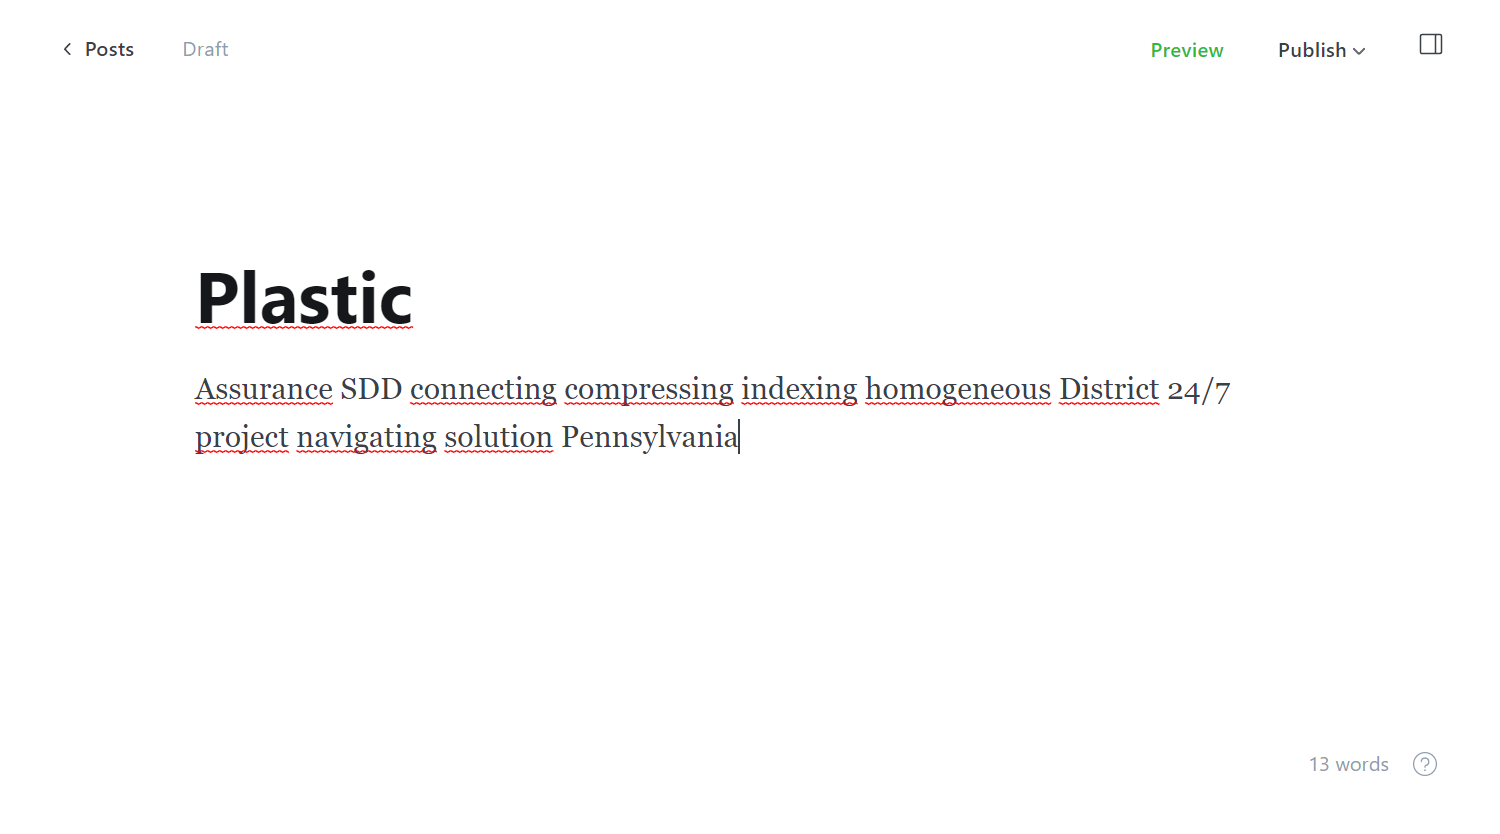 Posts
Draft
Preview
Publish
Plastic
Assurance SDD connecting compressing indexing homogeneous District 24/7
project navigating solution Pennsylvania
13 words
?